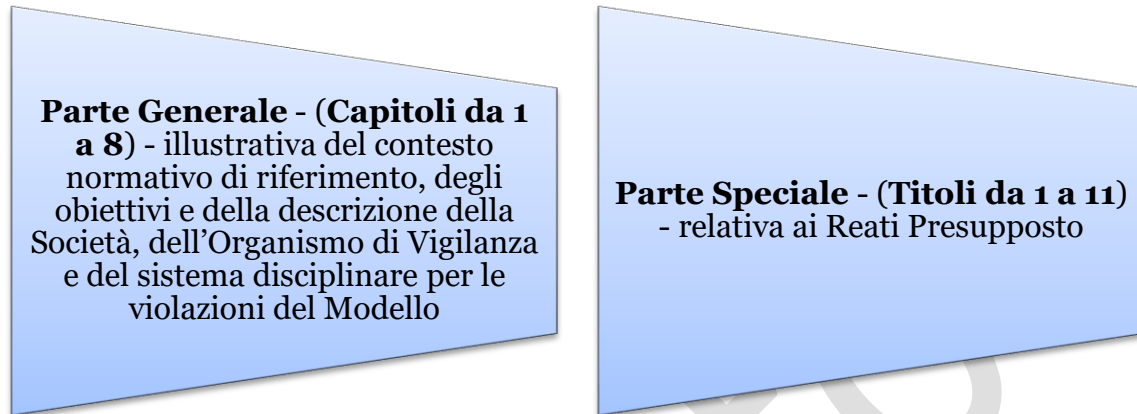 Parte Generale - (Capitoli da 1
a 8) - illustrativa del contesto
normativo di riferimento, degli
obiettivi e della descrizione della
Società, dell’Organismo di Vigilanza
e del sistema disciplinare per le
violazioni del Modello
Parte Speciale - (Titoli da 1 a 11)
- relativa ai Reati Presupposto